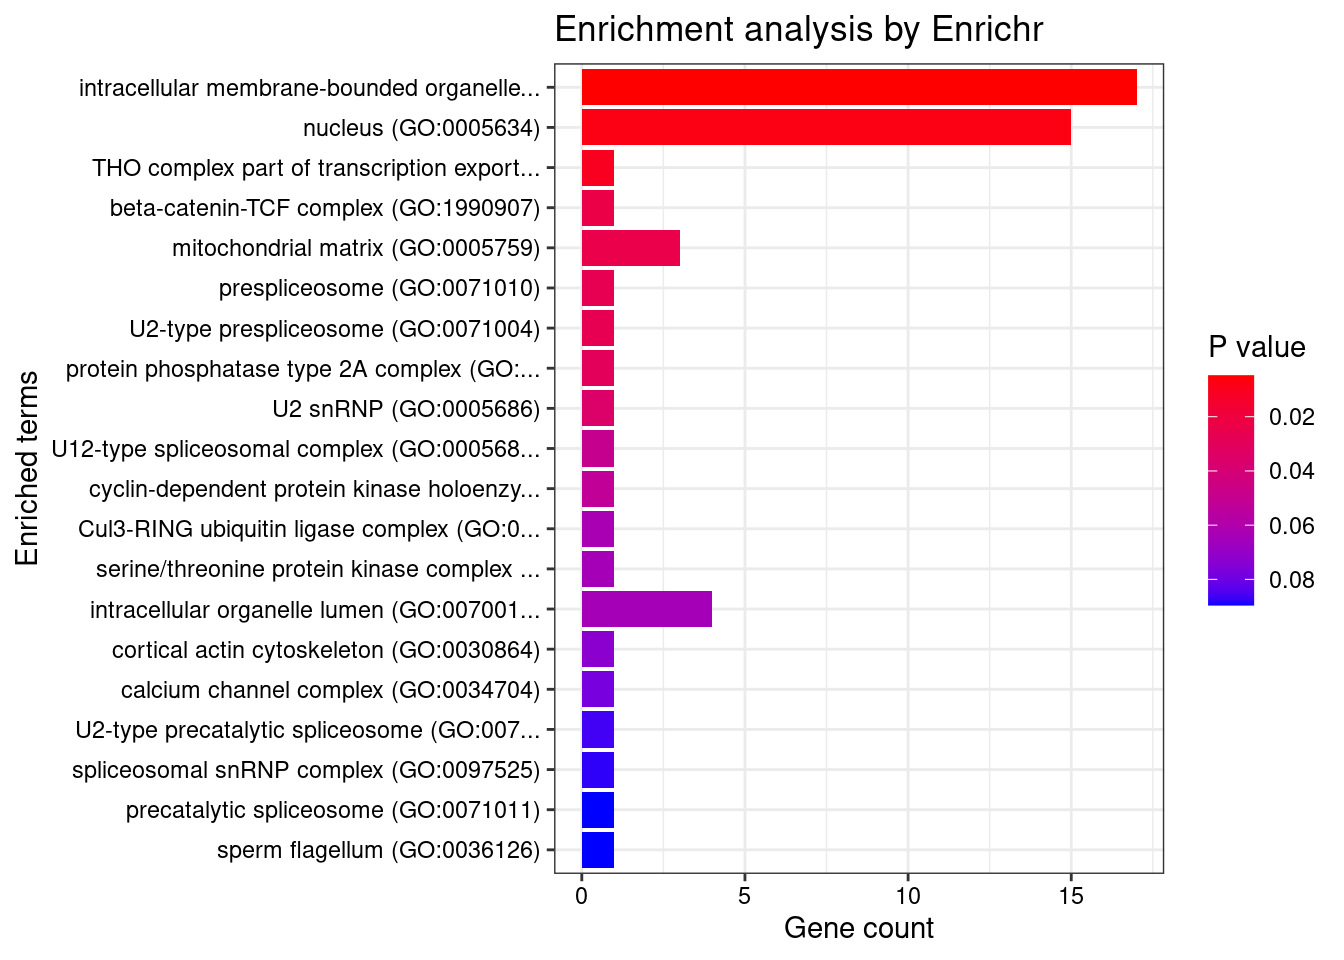 Enrichment analysis by Enrichr
intracellular membrane-bounded organelle...
nucleus (GO:0005634)
THO complex part of transcription export...
beta-catenin-TCF complex (GO:1990907)
mitochondrial matrix (GO:0005759)
prespliceosome (GO:0071010)
U2-type prespliceosome (GO:0071004)
protein phosphatase type 2A complex (GO:...
U2 snRNP (GO:0005686)
U12-type spliceosomal complex (GO:000568...
cyclin-dependent protein kinase holoenzy...
Cul3-RING ubiquitin ligase complex (GO:0...
serine/threonine protein kinase complex ...
intracellular organelle lumen (GO:007001...
cortical actin cytoskeleton (GO:0030864)
calcium channel complex (GO:0034704)
U2-type precatalytic spliceosome (GO:007...
spliceosomal snRNP complex (GO:0097525)
precatalytic spliceosome (GO:0071011)
sperm flagellum (GO:0036126)
Enriched terms
0 5 10 15
Gene count
P value
0.02
0.04
0.06
0.08